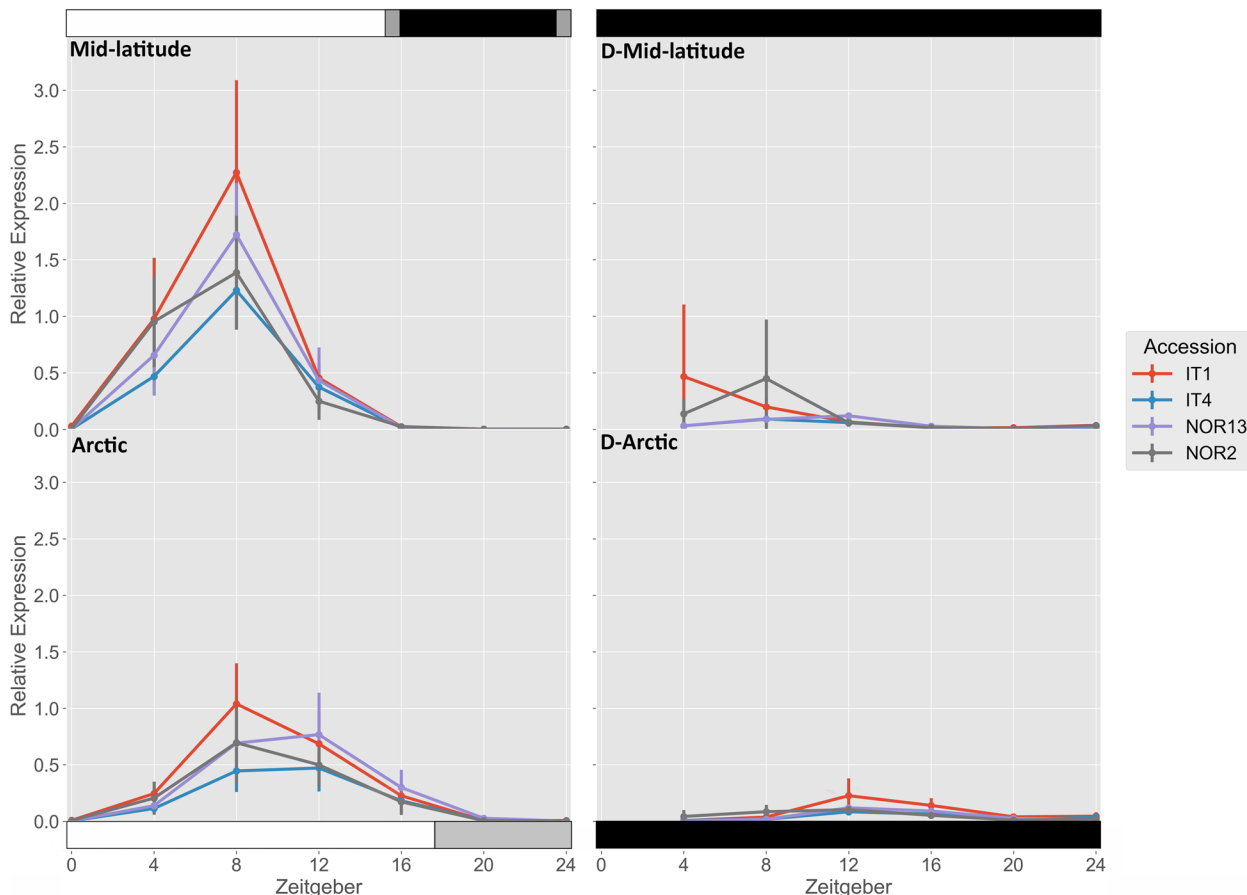 Mid-latitude
D-Mid-latitude
3.0
2.5
2.0
1.5
1.0
0.5
0.0
Relative Expression
Accession
IT1
IT4
NOR13
NOR2
Arctic
D-Arctic
3.0
2.5
2.0
1.5
1.0
0.5
0.0
Relative Expression
0 4 8 12 16 20 24
0 4 8 12 16 20 24
Zeitgeber
Zeitgeber